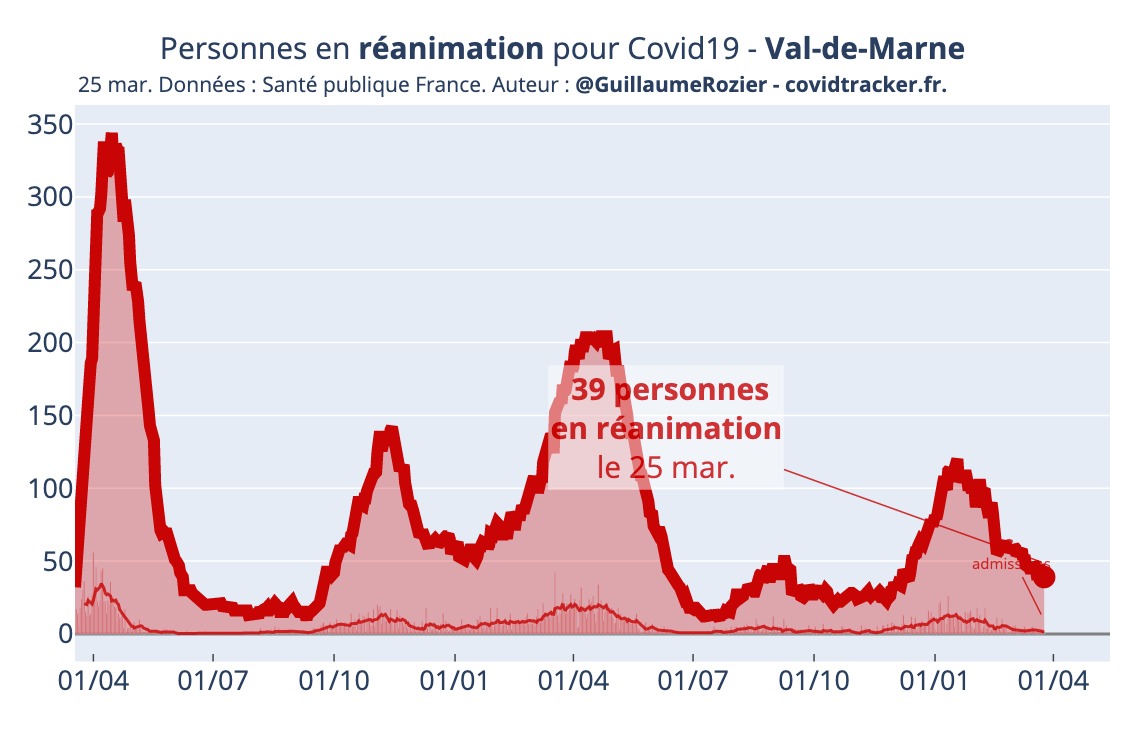 Personnes en réanimation pour Covid19 - Val-de-Marne
25 mar. Données : Santé publique France. Auteur : @GuillaumeRozier - covidtracker.fr.
350
300
250
200
150
100
50
0
39 personnes
en réanimation
le 25 mar.
01/04 01/07 01/10 01/01 01/04 01/07 01/10 01/01 01/04